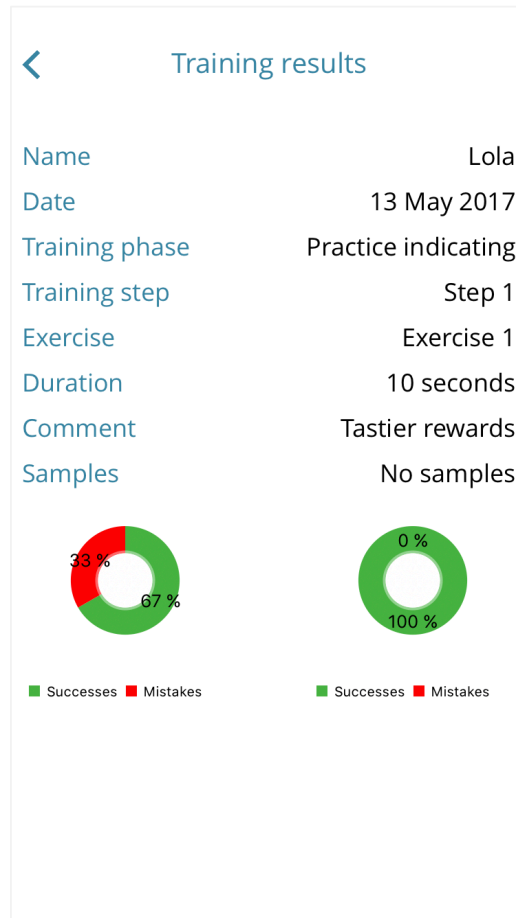 Training results
Name Lola
Date 13 May 2017
Training phase Practice indicating
Training step Step 1
Exercise Exercise 1
Duration 10 seconds
Comment Tastier rewards
Samples No samples
33 %
67 %
0 %
100 %
Successes Mistakes
Successes Mistakes